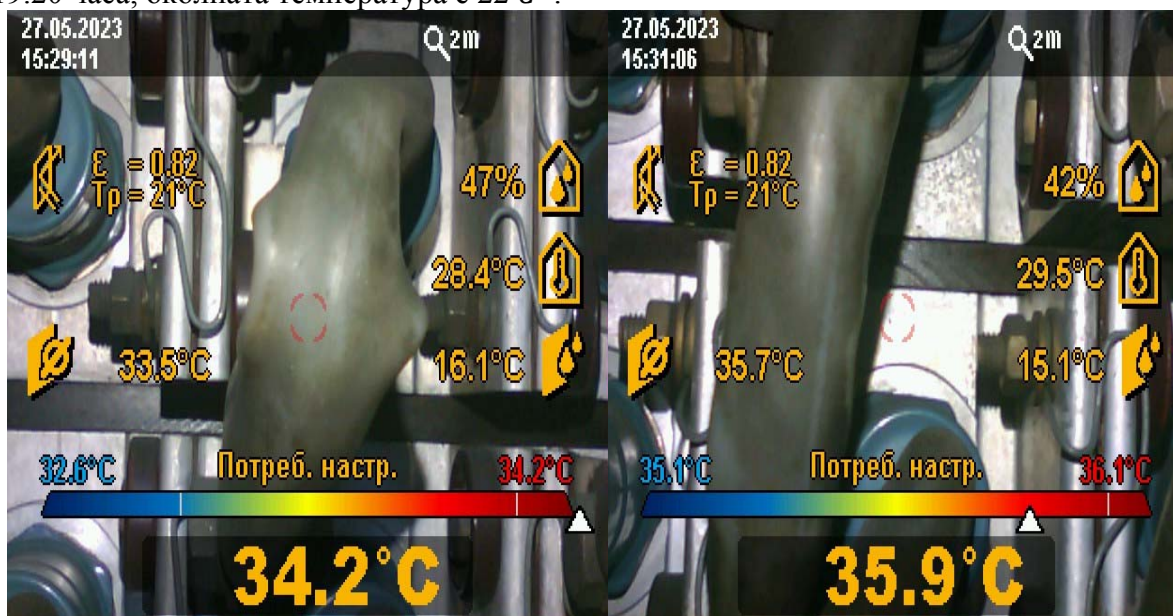 27.05.2023
15:29:11
2m
ε = 0.82
Tp = 21°C
47%
28.4°C
33.5°C
16.1°C
32.6°C
Потреб. настр.
34.2°C
34.2°C
27.05.2023
15:31:06
2m
ε = 0.82
Tp = 21°C
42%
29.5°C
35.7°C
15.1°C
35.1°C
Потреб. настр.
36.1°C
35.9°C